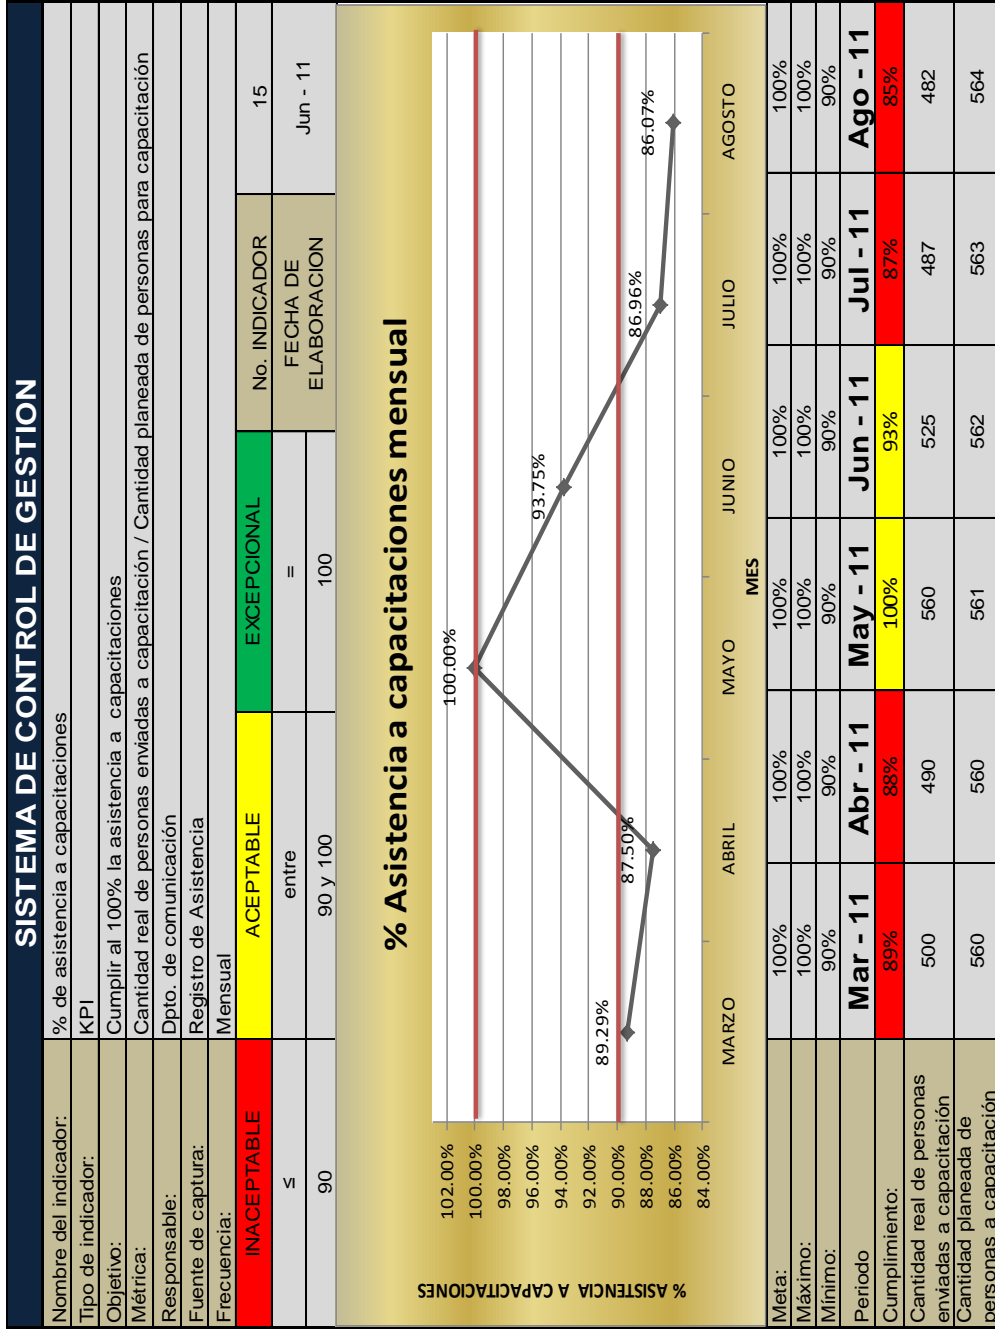 SISTEMA DE CONTROL DE GESTION
Nombre del indicador: % de asistencia a capacitaciones
Tipo de indicador: KPI
Objetivo: Cumplir al 100% la asistencia a capacitaciones
Métrica: Cantidad real de personas enviadas a capacitación / Cantidad planeada de personas para capacitación
Responsable: Dpto. de comunicación
Fuente de captura: Registro de Asistencia
Frecuencia: Mensual
INACEPTABLE ACEPTABLE EXCEPCIONAL No. INDICADOR 15
≤ entre = FECHA DE ELABORACION Jun - 11
90 90 y 100 100
% Asistencia a capacitaciones mensual
% ASISTENCIA A CAPACITACIONES
102.00%
100.00%
98.00%
96.00%
94.00%
92.00%
90.00%
88.00%
86.00%
84.00%
89.29% 87.50% 100.00% 93.75% 86.96% 86.07%
MARZO ABRIL MAYO JUNIO JULIO AGOSTO
MES
Meta: 100% 100% 100% 100% 100% 100%
Máximo: 100% 100% 100% 100% 100% 100%
Mínimo: 90% 90% 90% 90% 90% 90%
Periodo Mar - 11 Abr - 11 May - 11 Jun - 11 Jul - 11 Ago - 11
Cumplimiento: 89% 88% 100% 93% 87% 85%
Cantidad real de personas
enviadas a capacitación 500 490 560 525 487 482
Cantidad planeada de
personas a capacitación 560 560 561 562 563 564